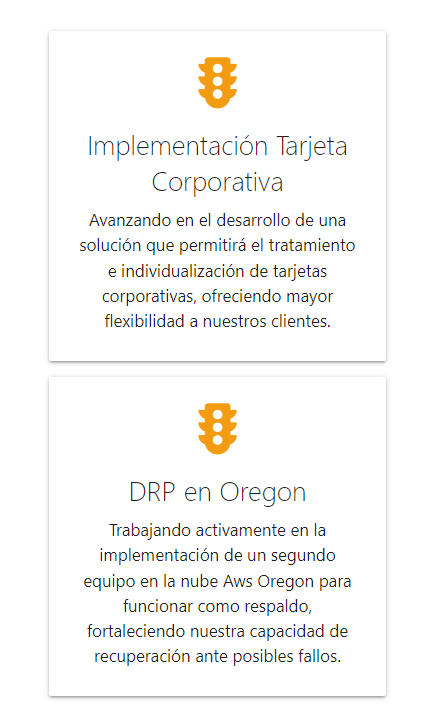 Implementación Tarjeta
Corporativa
Avanzando en el desarrollo de una
solución que permitirá el tratamiento
e individualización de tarjetas
corporativas, ofreciendo mayor
flexibilidad a nuestros clientes.
DRP en Oregon
Trabajando activamente en la
implementación de un segundo
equipo en la nube Aws Oregon para
funcionar como respaldo,
fortaleciendo nuestra capacidad de
recuperación ante posibles fallos.